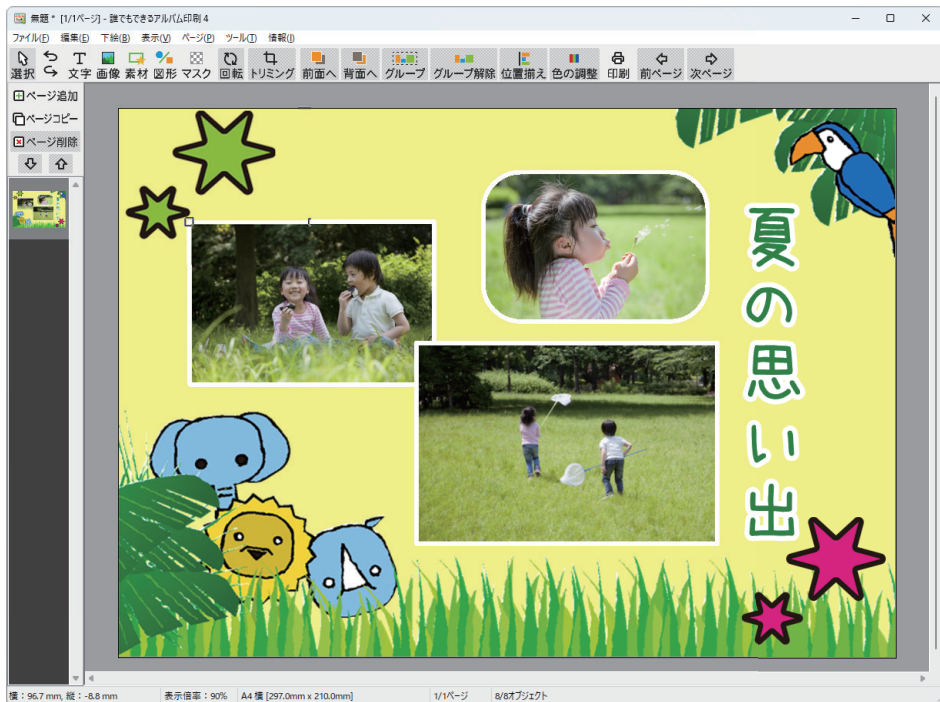 無題 * [1/1ページ] - 誰でもできるアルバム印刷 4
ファイル(F) 編集(E) 下絵(B) 表示(V) ページ(P) ツール(T) 情報(I)
選択 文字 画像 素材 図形 マスク 回転 トリミング 前面へ 背面へ グループ グループ解除 位置揃え 色の調整 印刷 前ページ 次ページ
ページ追加
ページコピー
ページ削除
夏の思い出
横：96.7 mm, 縦：-8.8 mm 表示倍率：90% A4 横 [297.0mm x 210.0mm] 1/1ページ 8/8オブジェクト